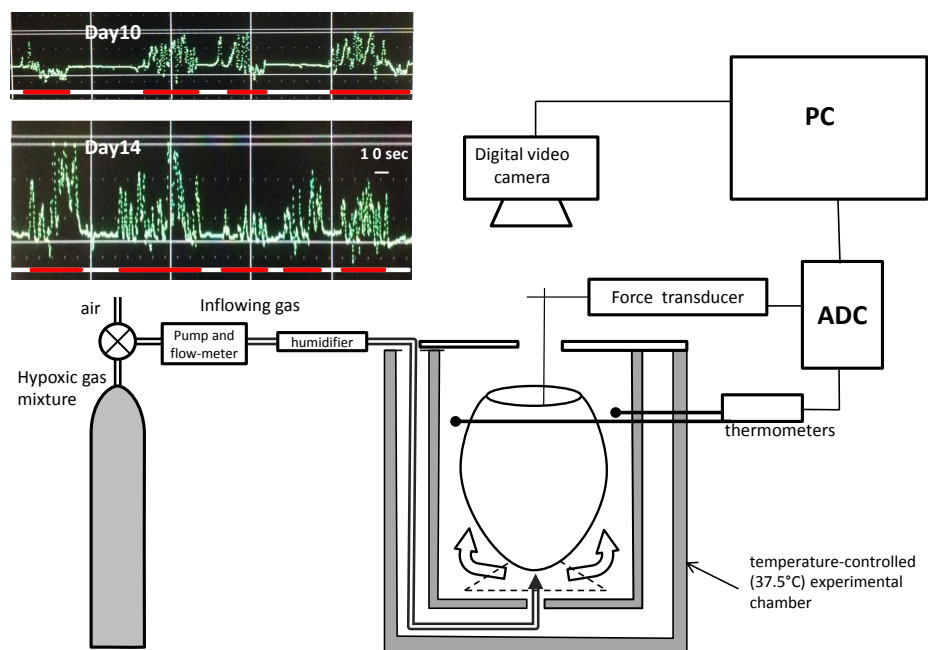 Day10
Day14
1 0 sec
PC
Digital video
camera
Force transducer
ADC
air
Inflowing gas
Pump and
flow-meter
humidifier
Hypoxic gas
mixture
thermometers
temperature-controlled
(37.5°C) experimental
chamber